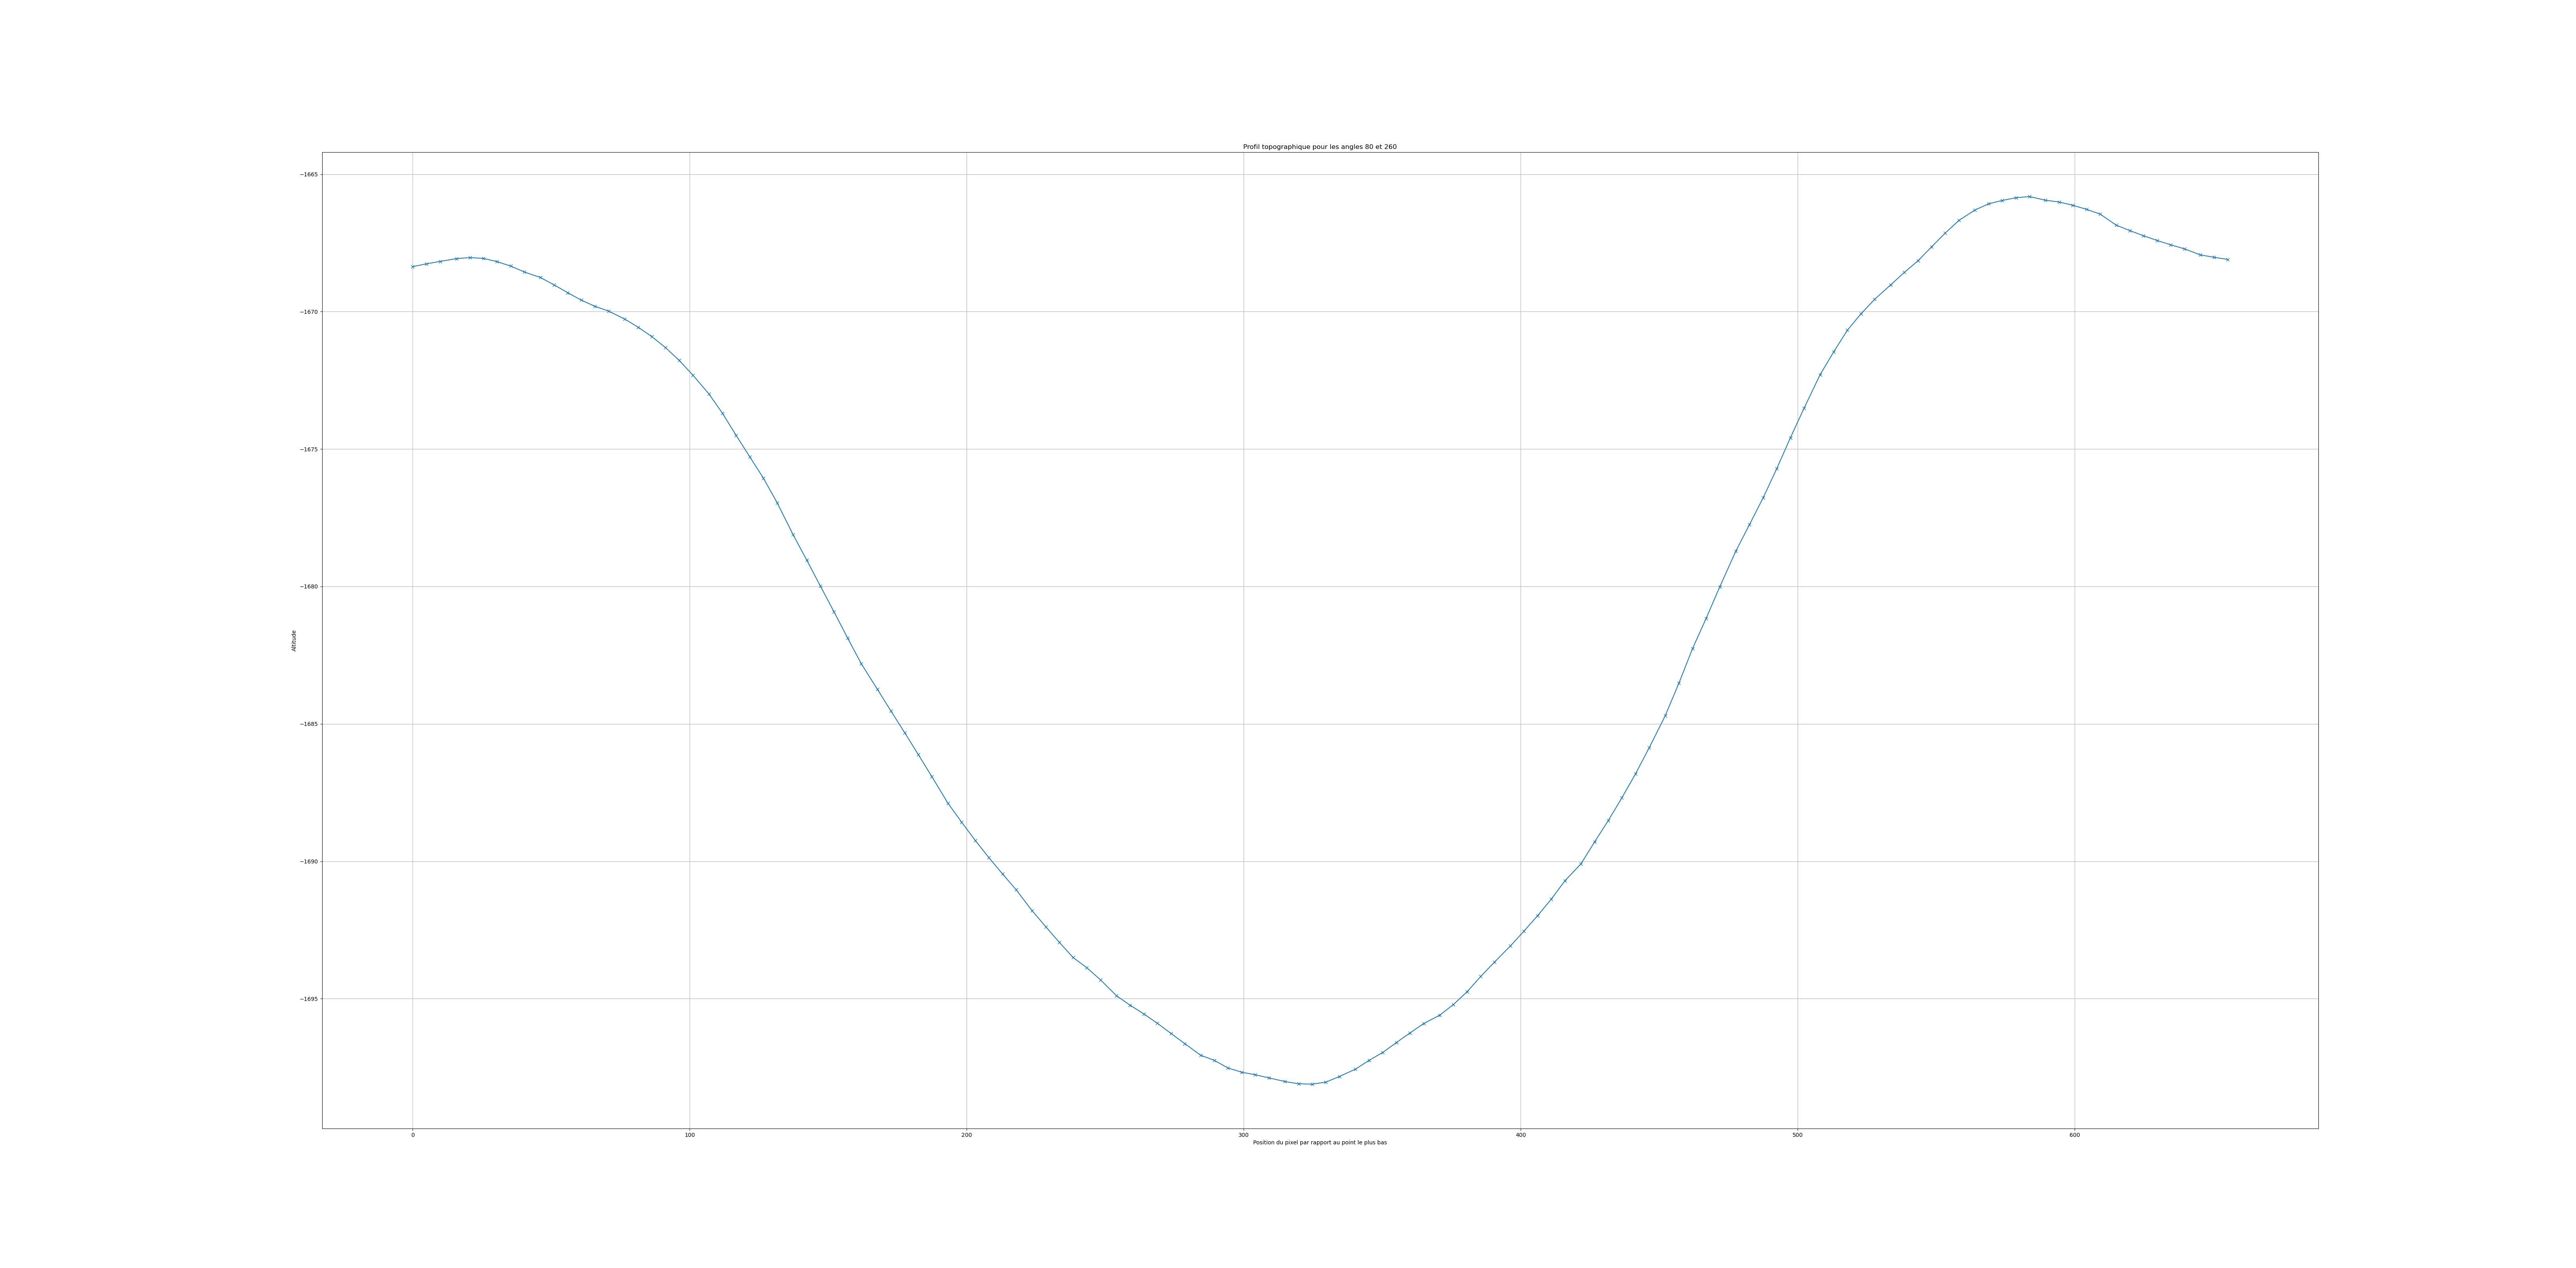 Profil topographique pour les angles 80 et 260
−1665
−1670
−1675
−1680
−1685
−1690
−1695
Altitude
0 100 200 300 400 500 600
Position du pixel par rapport au point le plus bas